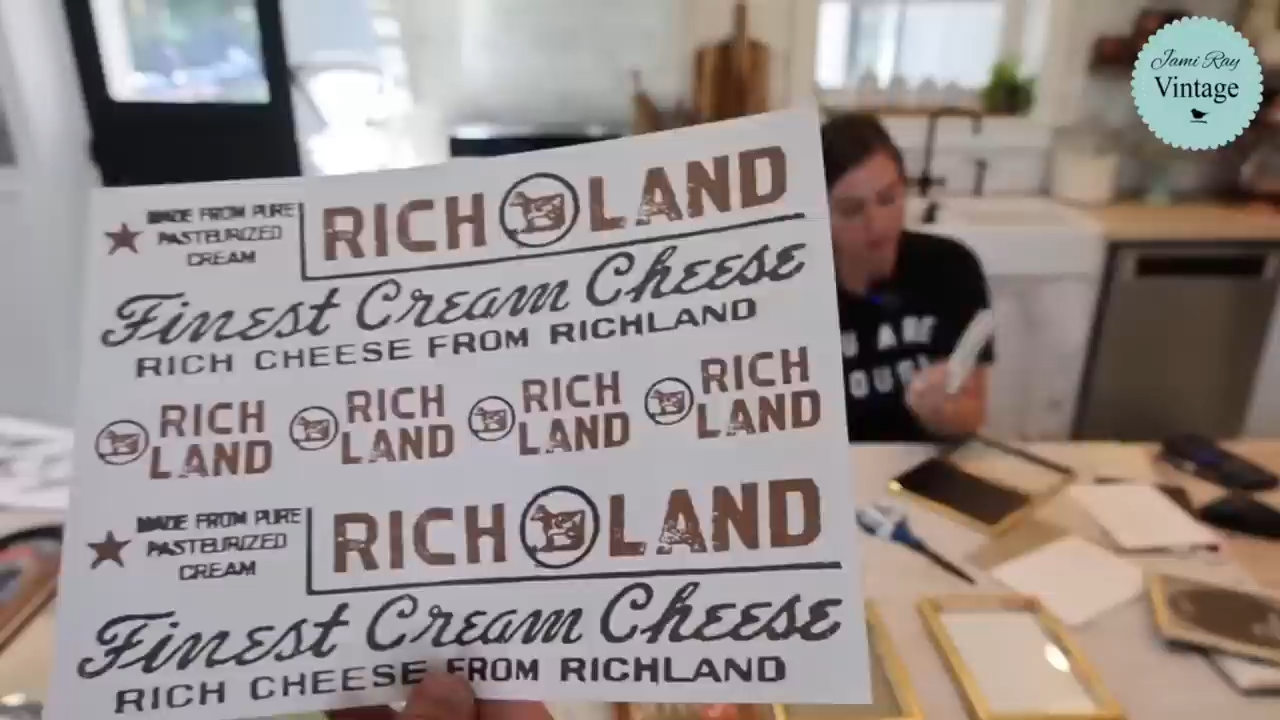 Jami Ray
Vintage
MADE FROM PURE
PASTEURIZED
CREAM
RICH LAND
Finest Cream Cheese
RICH CHEESE FROM RICHLAND
RICH
LAND
RICH
LAND
RICH
LAND
RICH
LAND
MADE FROM PURE
PASTEURIZED
CREAM
RICH LAND
Finest Cream Cheese
RICH CHEESE FROM RICHLAND